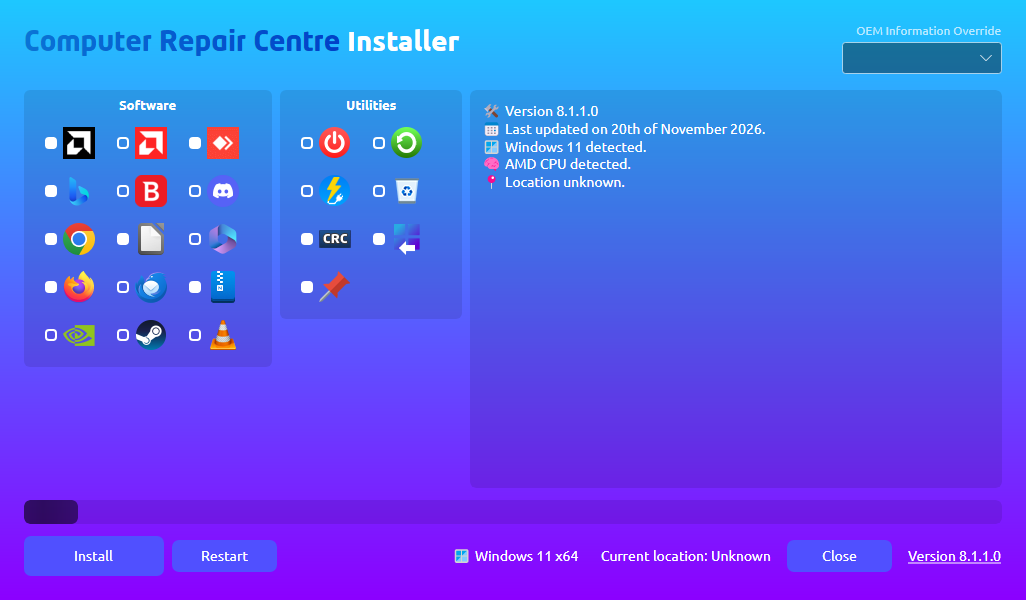 Computer Repair Centre Installer
OEM Information Override
Software
Utilities
B
CRC
Version 8.1.1.0
Last updated on 20th of November 2026.
Windows 11 detected.
AMD CPU detected.
Location unknown.
Install
Restart
Windows 11 x64
Current location: Unknown
Close
Version 8.1.1.0